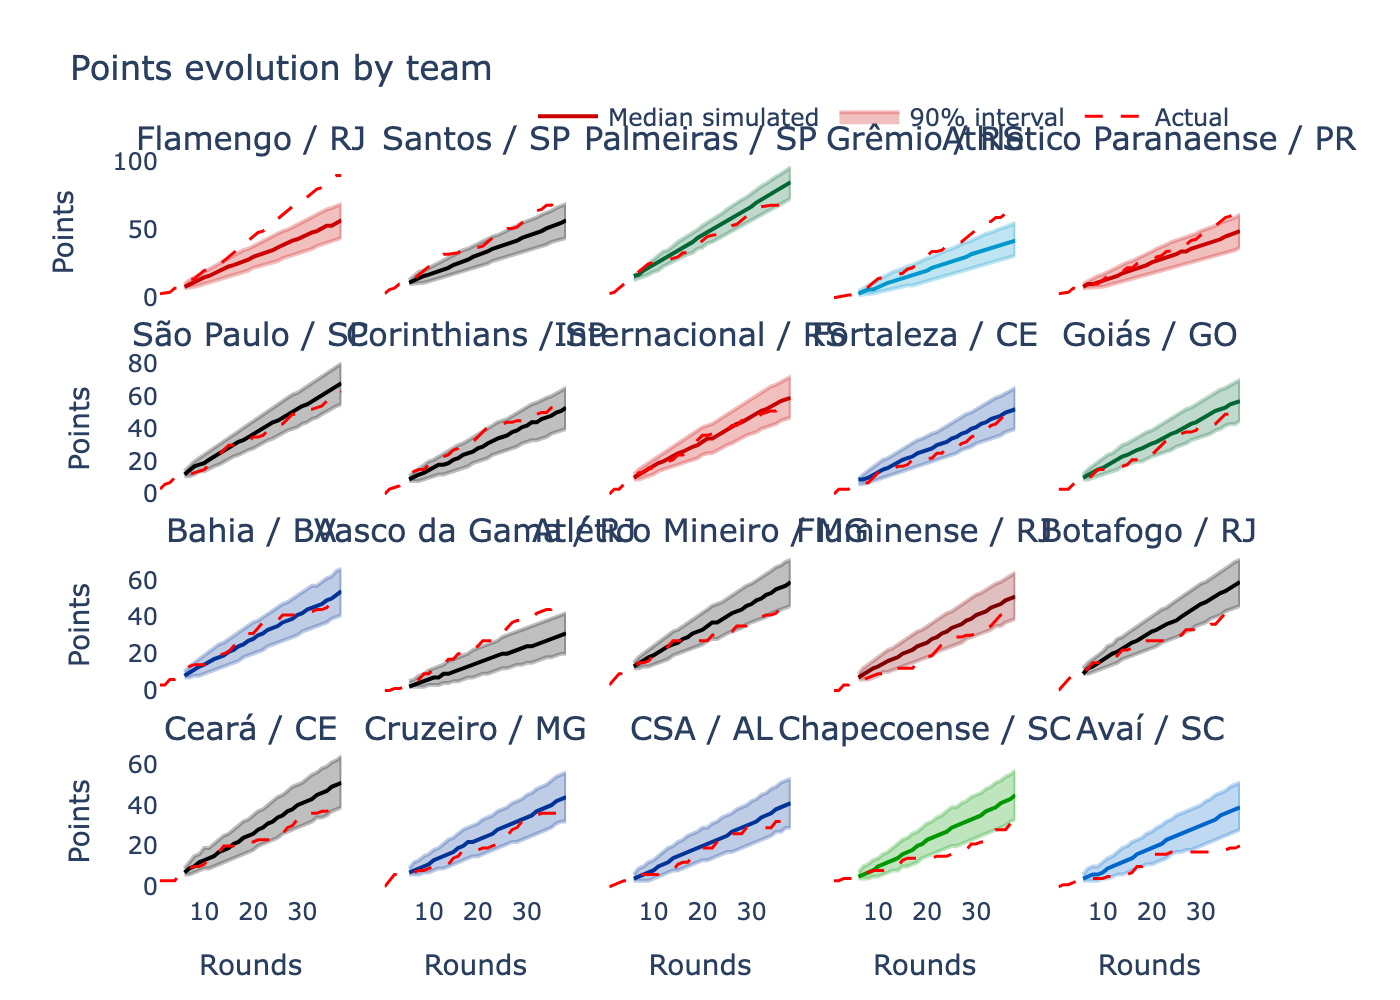 Points evolution by team
Median simulated 90% interval Actual
Flamengo / RJ Santos / SP Palmeiras / SP Grêmio / RS Athletico Paranaense / PR
100
50
0
Points
São Paulo / SP Corinthians / SP Internacional / RS Fortaleza / CE Goiás / GO
80
60
40
20
0
Points
Bahia / BA Vasco da Gama / RJ Atlético Mineiro / MG Fluminense / RJ Botafogo / RJ
60
40
20
0
Points
Ceará / CE Cruzeiro / MG CSA / AL Chapecoense / SC Avaí / SC
60
40
20
0
Points
10 20 30 10 20 30 10 20 30 10 20 30 10 20 30
Rounds Rounds Rounds Rounds Rounds